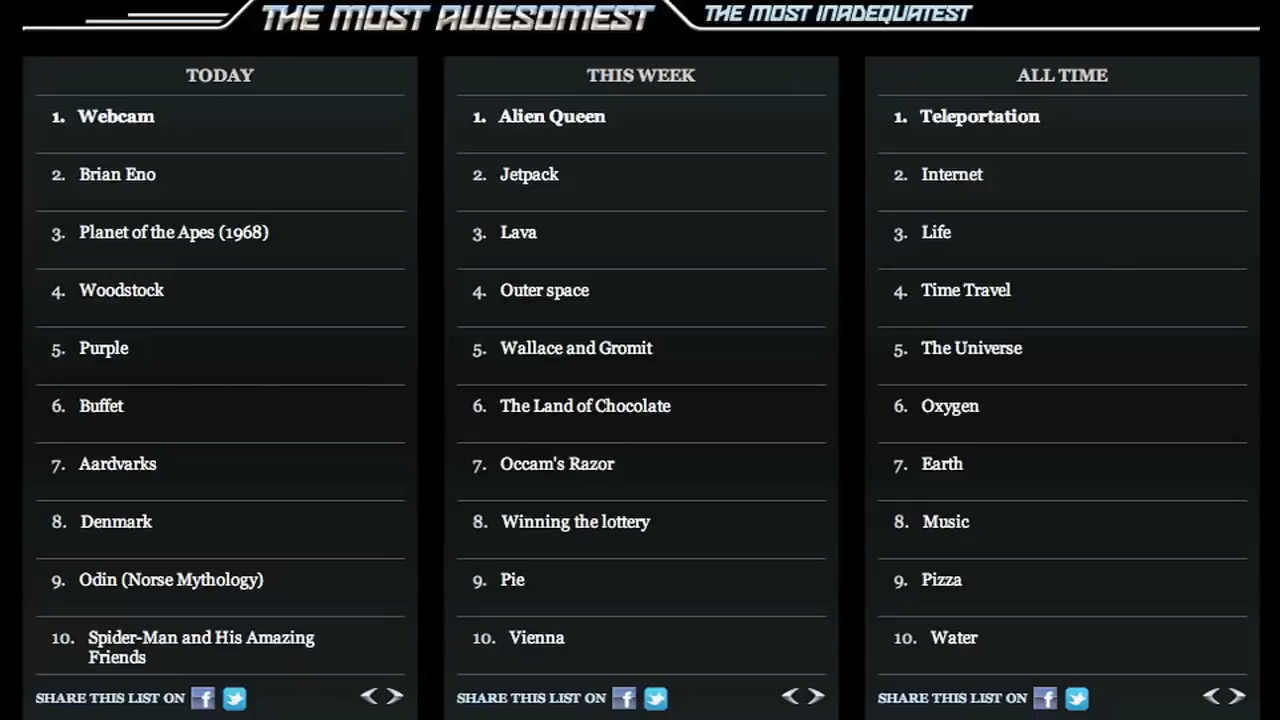 THE MOST AWESOMEST
THE MOST INADEQUATEST
TODAY
1. Webcam
2. Brian Eno
3. Planet of the Apes (1968)
4. Woodstock
5. Purple
6. Buffet
7. Aardvarks
8. Denmark
9. Odin (Norse Mythology)
10. Spider-Man and His Amazing
Friends
SHARE THIS LIST ON
THIS WEEK
1. Alien Queen
2. Jetpack
3. Lava
4. Outer space
5. Wallace and Gromit
6. The Land of Chocolate
7. Occam's Razor
8. Winning the lottery
9. Pie
10. Vienna
SHARE THIS LIST ON
ALL TIME
1. Teleportation
2. Internet
3. Life
4. Time Travel
5. The Universe
6. Oxygen
7. Earth
8. Music
9. Pizza
10. Water
SHARE THIS LIST ON